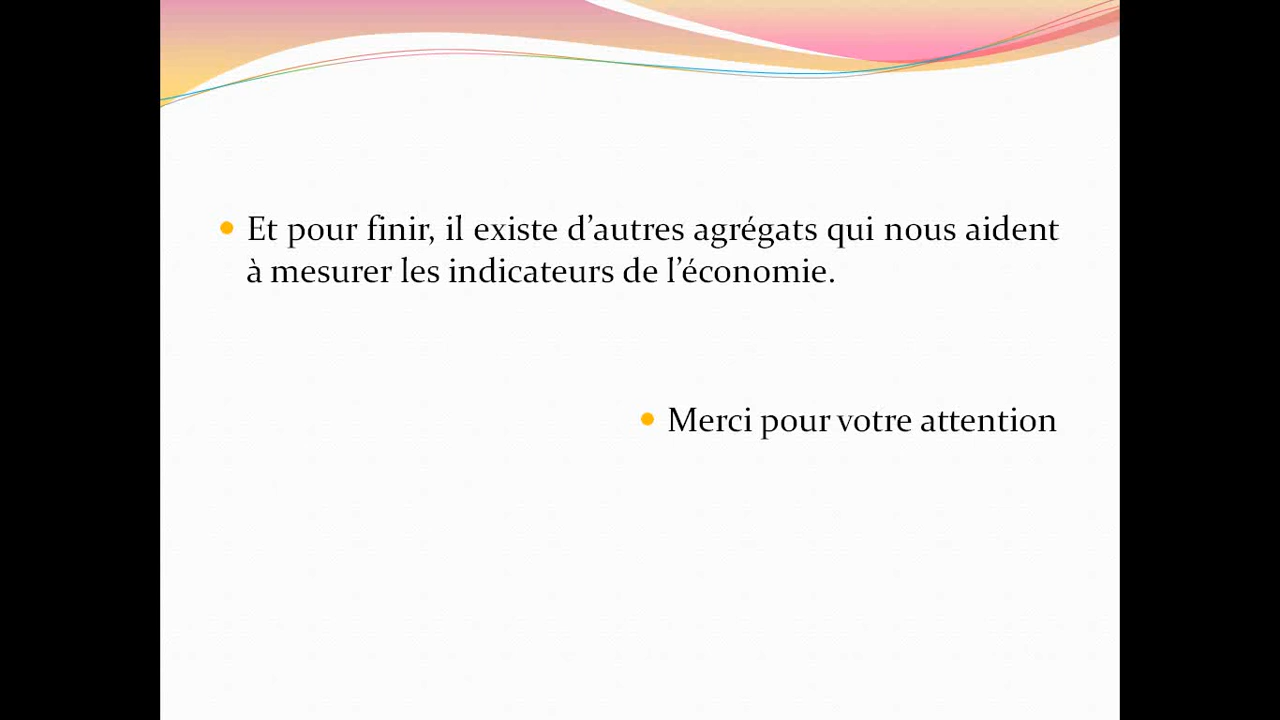 Et pour finir, il existe d’autres agrégats qui nous aident
à mesurer les indicateurs de l’économie.
Merci pour votre attention